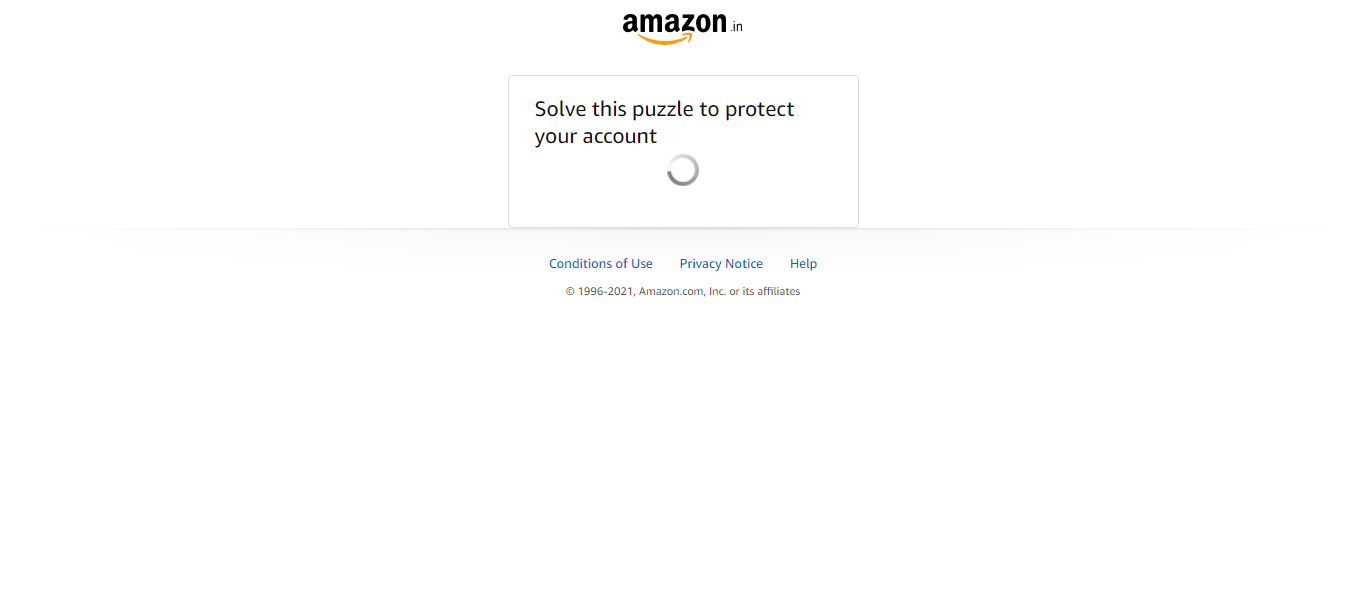 amazon.in
Solve this puzzle to protect
your account
Conditions of Use Privacy Notice Help
© 1996-2021, Amazon.com, Inc. or its affiliates